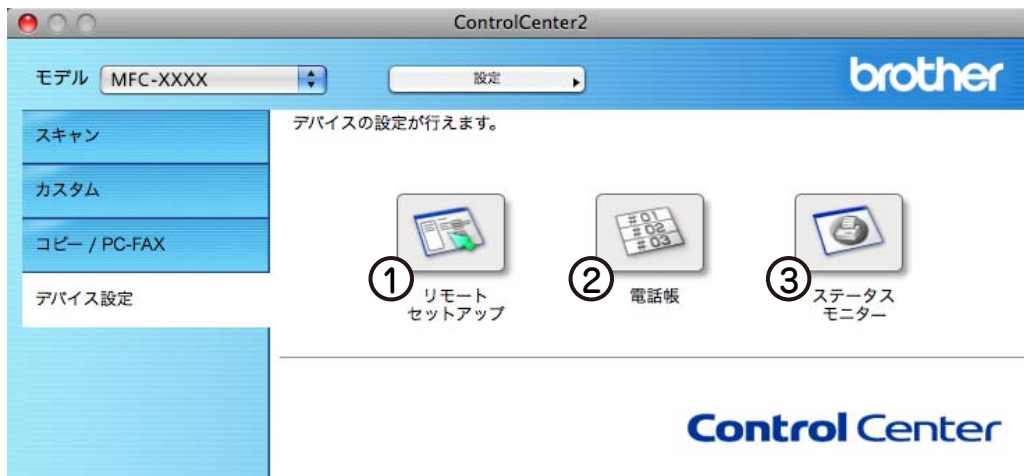 ControlCenter2
モデル MFC-XXXX 設定 brother
スキャン
カスタム
コピー / PC-FAX
デバイス設定
デバイスの設定が行えます。
#01
#02
#03
① リモート
セットアップ
② 電話帳
③ ステータス
モニター
Control Center